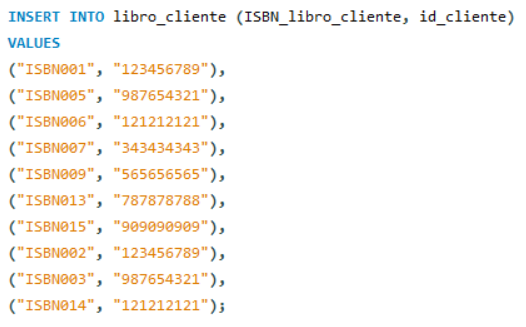 INSERT INTO libro_cliente (ISBN_libro_cliente, id_cliente)
VALUES
("ISBN001", "123456789"),
("ISBN005", "987654321"),
("ISBN006", "121212121"),
("ISBN007", "343434343"),
("ISBN009", "565656565"),
("ISBN013", "787878788"),
("ISBN015", "909090909"),
("ISBN002", "123456789"),
("ISBN003", "987654321"),
("ISBN014", "121212121");